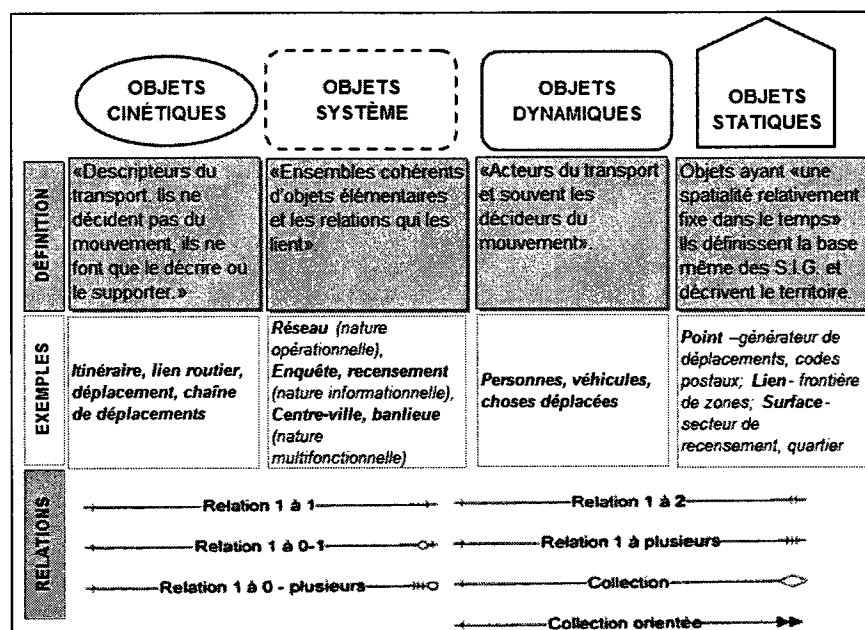 OBJETS
CINÉTIQUES
OBJETS
SYSTÈME
OBJETS
DYNAMIQUES
OBJETS
STATIQUES
DÉFINITION
«Descripteurs du
transport. Ils ne
décident pas du
mouvement, ils ne
font que le décrire ou
le supporter.»
«Ensembles cohérents
d'objets élémentaires
et les relations qui les
lient»
«Acteurs du transport
et souvent les
décideurs du
mouvement».
Objets ayant «une
spatialité relativement
fixe dans le temps»
Ils définissent la base
même des S.I.G. et
décrivent le territoire.
EXEMPLES
Itinéraire, lien routier,
déplacement, chaîne
de déplacements
Réseau (nature
opérationnelle),
Enquête, recensement
(nature informationnelle),
Centre-ville, banlieue
(nature
multifonctionnelle)
Personnes, véhicules,
choses déplacées
Point –générateur de
déplacements, codes
postaux; Lien- frontière
de zones; Surface-
secteur de
recensement, quartier
RELATIONS
Relation 1 à 1
Relation 1 à 2
Relation 1 à 0-1
Relation 1 à plusieurs
Relation 1 à 0 - plusieurs
Collection
Collection orientée